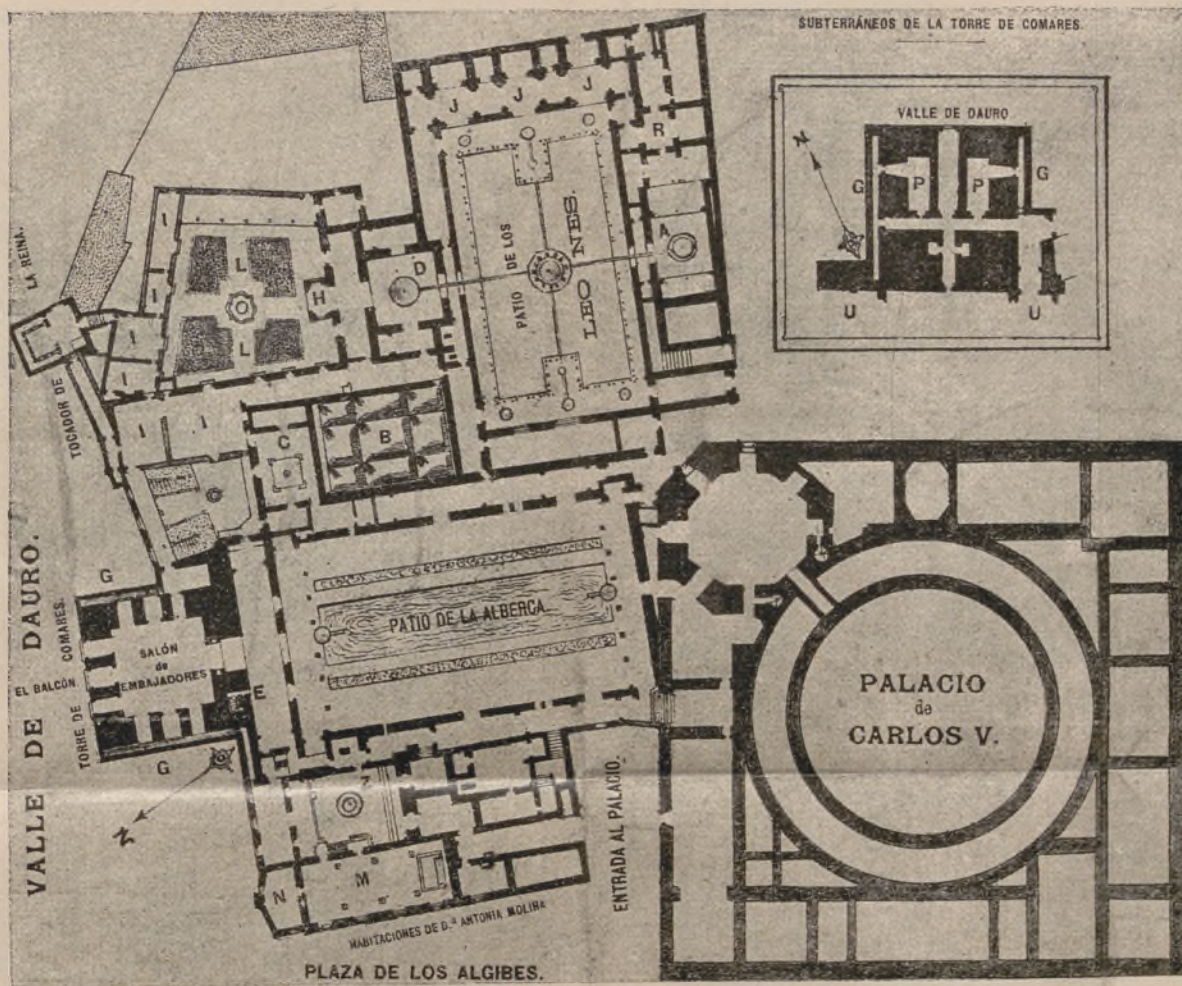 SUBTERRÁNEOS DE LA TORRE DE COMARES.
VALLE DE DAURO
N
G
P
P
G
U
U
J
J
J
R
A
PATIO DE LOS
LEONES.
D
H
L
L
I
I
I
I
I
I
TOCADOR DE LA REINA.
C
B
G
PATIO DE LA ALBERCA.
SALÓN
de
EMBAJADORES
E
EL BALCÓN
TORRE DE COMARES.
VALLE DE DAURO.
G
N
Z
M
N
HABITACIONES DE D.ª ANTONIA MOLINA
ENTRADA AL PALACIO.
PALACIO
de
CARLOS V.
PLAZA DE LOS ALGIBES.